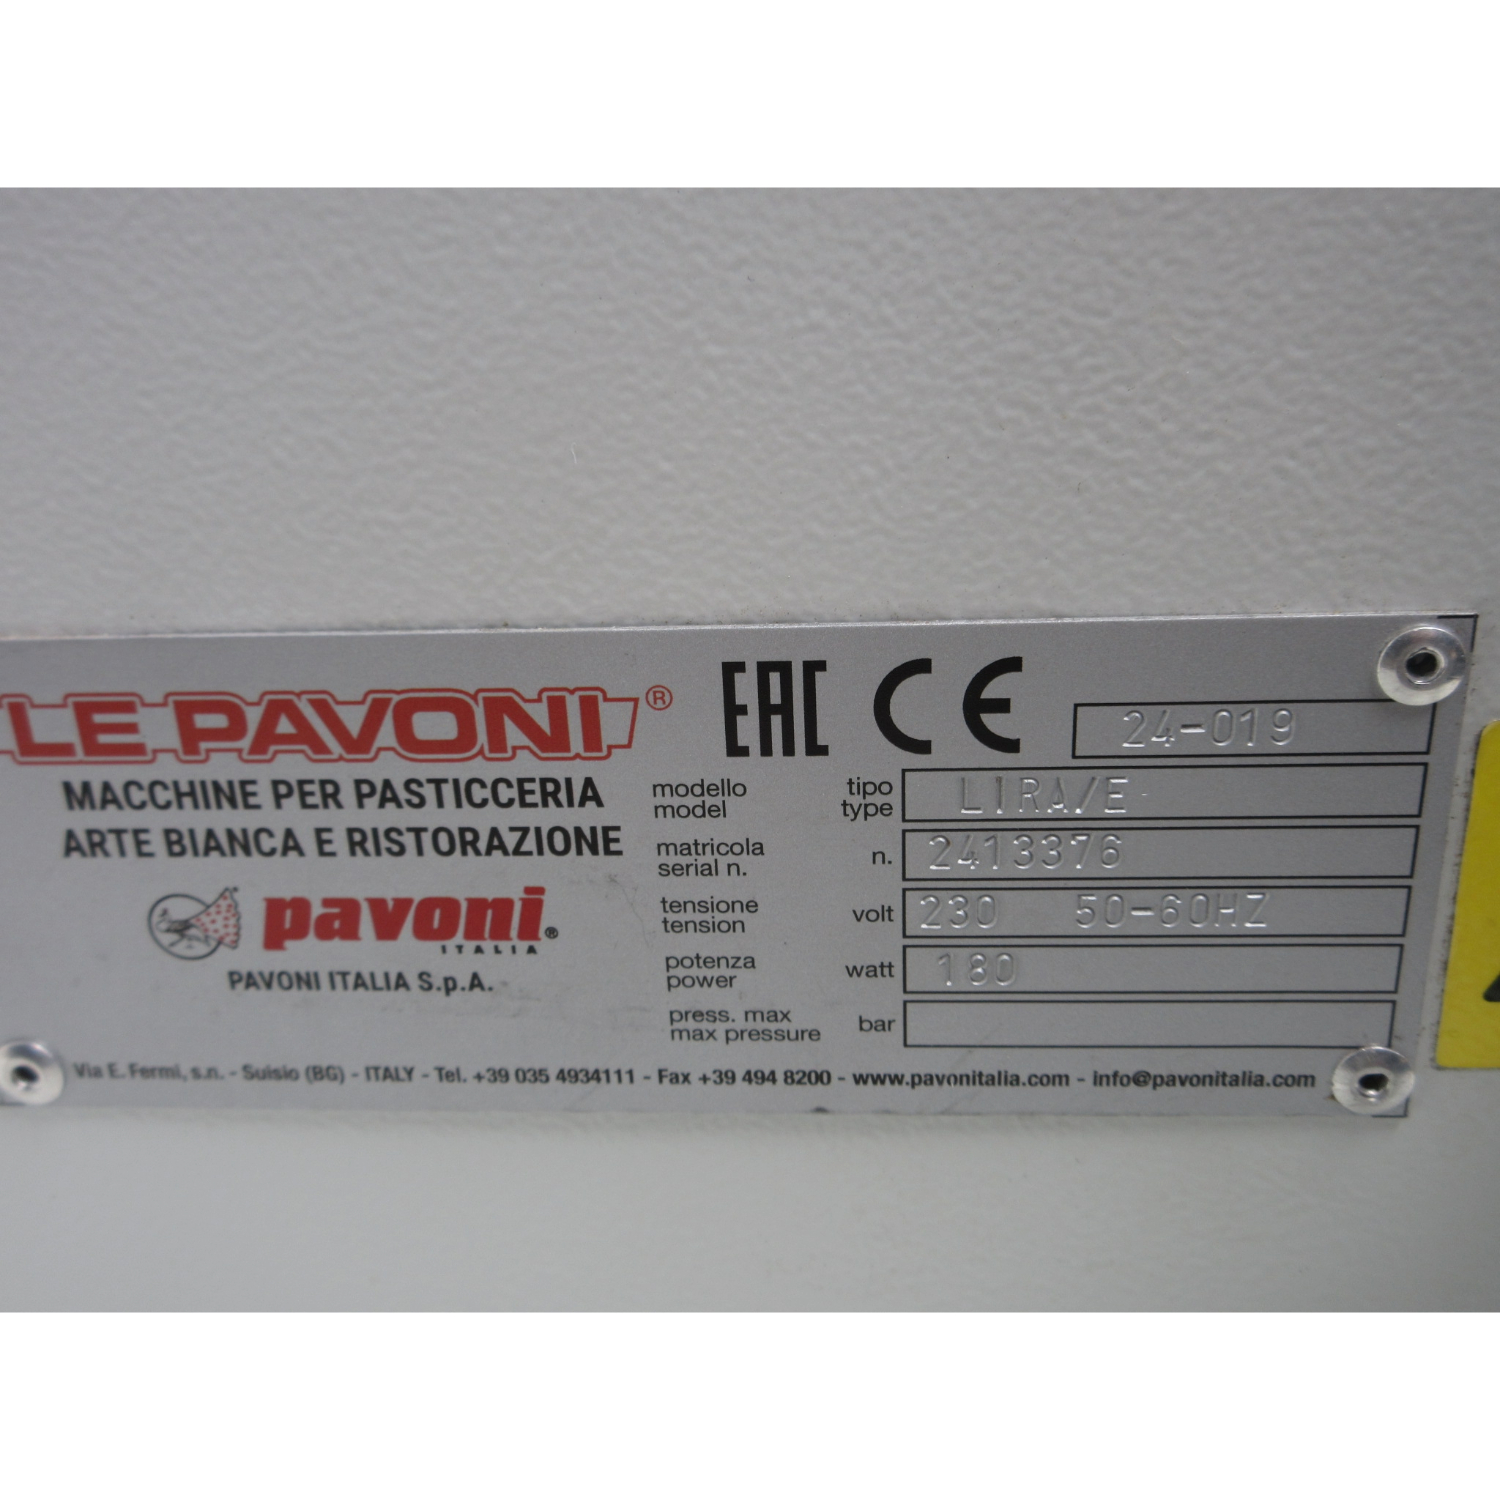 LE PAVONI®
EAC CE
24-019
MACCHINE PER PASTICCERIA
ARTE BIANCA E RISTORAZIONE
pavoni®
ITALIA
PAVONI ITALIA S.p.A.
modello tipo
model type LIRA/E
matricola
serial n. n. 2413376
tensione
tension volt 230 50-60HZ
potenza
power watt 180
press. max
max pressure bar
Via E. Fermi, s.n. - Suisio (BG) - ITALY - Tel. +39 035 4934111 - Fax +39 494 8200 - www.pavonitalia.com - info@pavonitalia.com